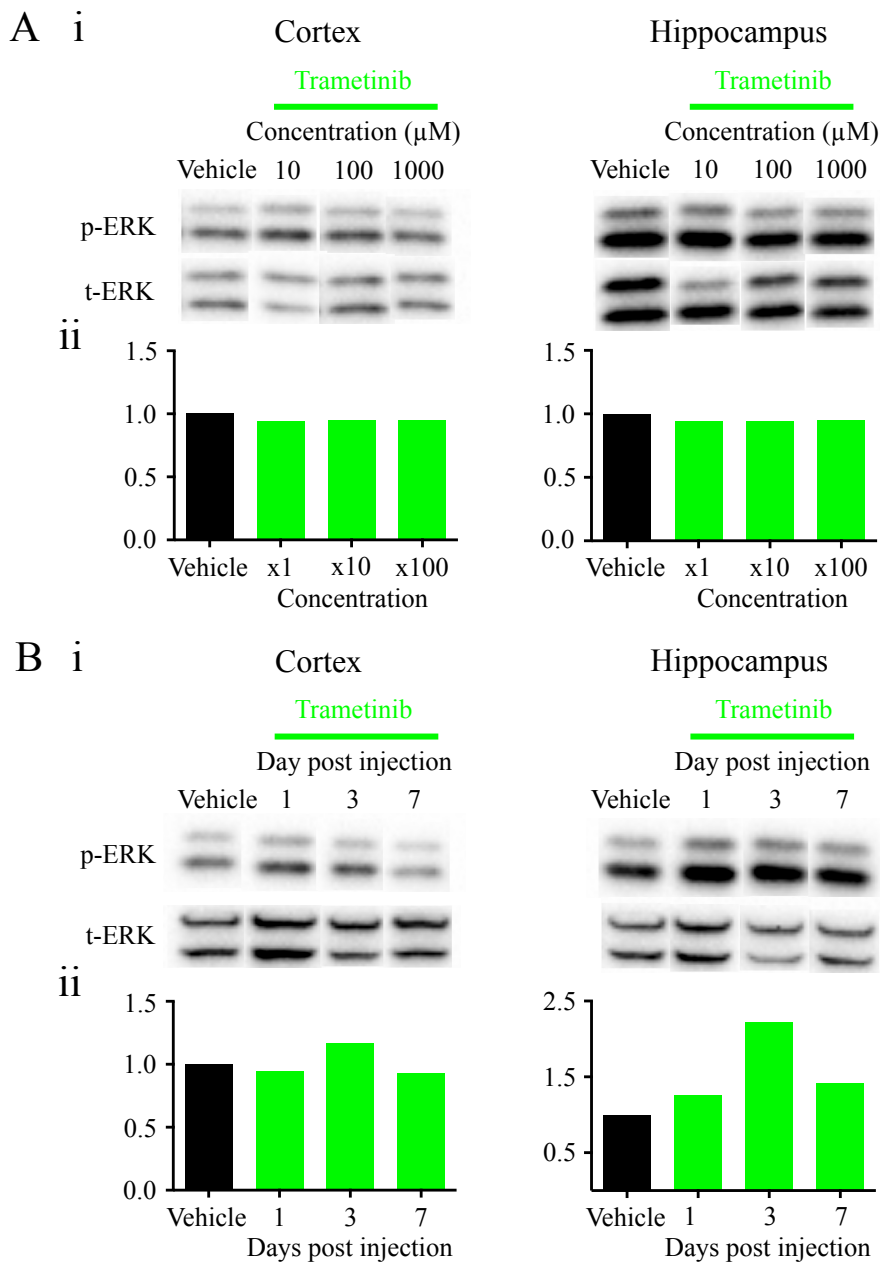 A i
Cortex Hippocampus
Trametinib Trametinib
Concentration (µM) Concentration (µM)
Vehicle 10 100 1000 Vehicle 10 100 1000
p-ERK
t-ERK
ii
1.5 1.5
1.0 1.0
0.5 0.5
0.0 0.0
Vehicle x1 x10 x100 Vehicle x1 x10 x100
Concentration Concentration
B i
Cortex Hippocampus
Trametinib Trametinib
Day post injection Day post injection
Vehicle 1 3 7 Vehicle 1 3 7
p-ERK
t-ERK
ii
1.5 2.5
1.0 1.5
0.5 0.5
0.0
Vehicle 1 3 7 Vehicle 1 3 7
Days post injection Days post injection